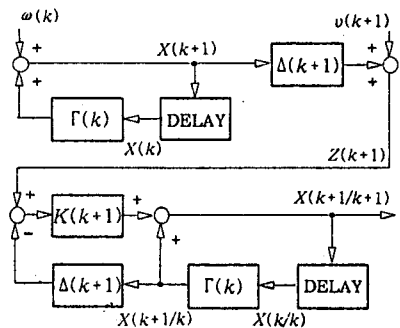 ω(k)
υ(k+1)
+
X(k+1)
Δ(k+1)
+
+
+
Γ(k)
DELAY
X(k)
Z(k+1)
+
K(k+1)
+
X(k+1/k+1)
−
+
Δ(k+1)
Γ(k)
DELAY
X(k+1/k)
X(k/k)